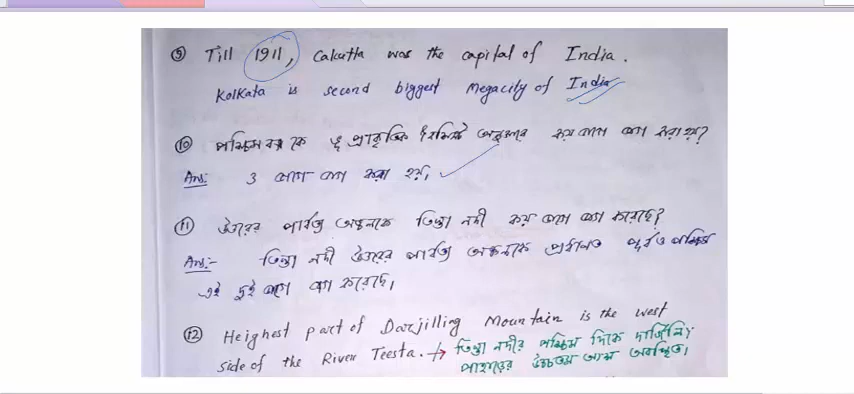 ⑨ Till 1911, Calcutta was the capital of India.
Kolkata is second biggest Megacity of India
⑩ পশ্চিমবঙ্গ কে প্রাকৃতিক অঞ্চলে কয় ভাগে ভাগ করা হয়?
Ans: ৩ ভাগে ভাগ করা হয়।
⑪ উত্তরের পার্বত্য অঞ্চলকে তিস্তা নদী কয় ভাগে ভাগ করেছে?
Ans:- তিস্তা নদী উত্তরের পার্বত্য অঞ্চলকে প্রধানত পূর্ব ও পশ্চিম
এই দুই ভাগে ভাগ করেছে।
⑫ Heighest part of Darjilling Mountain is the west
side of the River Teesta. → তিস্তা নদীর পশ্চিম দিকে দার্জিলিং
পাহাড়ের উচ্চতম অংশ অবস্থিত।